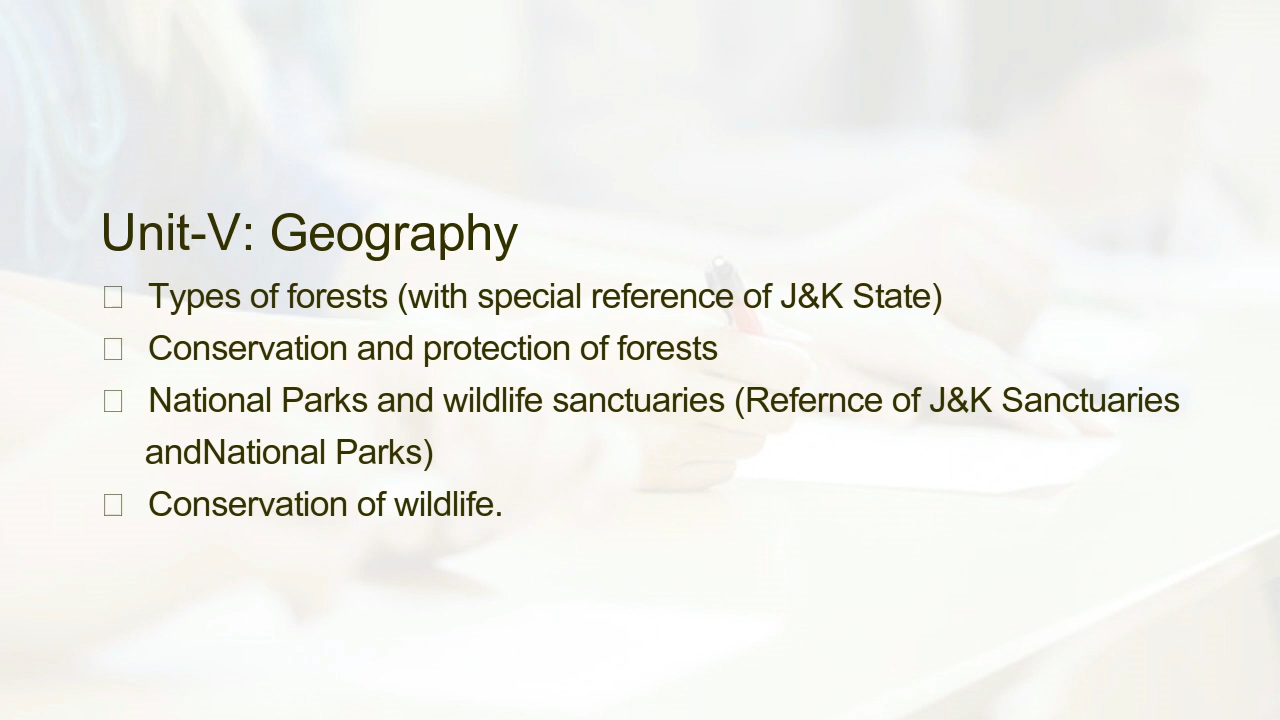 Unit-V: Geography
□ Types of forests (with special reference of J&K State)
□ Conservation and protection of forests
□ National Parks and wildlife sanctuaries (Refernce of J&K Sanctuaries
andNational Parks)
□ Conservation of wildlife.